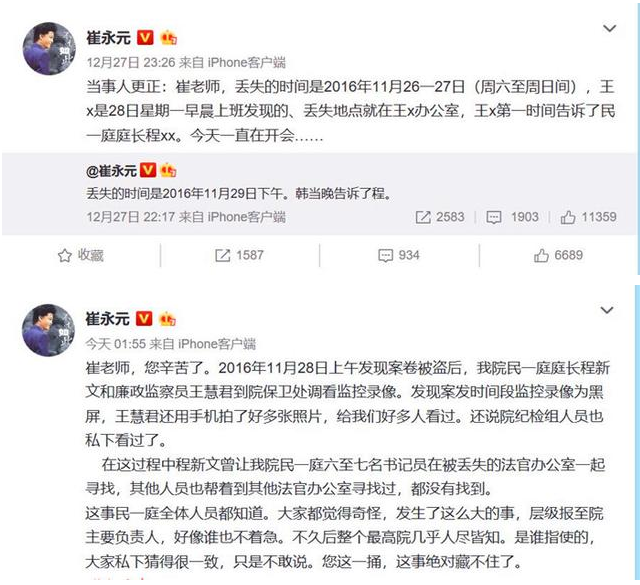 崔永元
12月27日 23:26 来自 iPhone客户端
当事人更正：崔老师，丢失的时间是2016年11月26—27日（周六至周日间），王
x是28日星期一早晨上班发现的、丢失地点就在王x办公室，王x第一时间告诉了民
一庭庭长程xx。今天一直在开会……
@崔永元
丢失的时间是2016年11月29日下午。韩当晚告诉了程。
12月27日 22:17 来自 iPhone客户端 2583 1903 11359
收藏 1587 934 6689
崔永元
今天 01:55 来自 iPhone客户端
崔老师，您辛苦了。2016年11月28日上午发现案卷被盗后，我院民一庭庭长程新
文和廉政监察员王慧君到院保卫处调看监控录像。发现案发时间段监控录像为黑
屏，王慧君还用手机拍了好多张照片，给我们好多人看过。还说院纪检组人员也
私下看过了。
在这过程中程新文曾让我院民一庭六至七名书记员在被丢失的法官办公室一起
寻找，其他人员也帮着到其他法官办公室寻找过，都没有找到。
这事民一庭全体人员都知道。大家都觉得奇怪，发生了这么大的事，层级报至院
主要负责人，好像谁也不着急。不久后整个最高院几乎人尽皆知。是谁指使的，
大家私下猜得很一致，只是不敢说。您这一捅，这事绝对藏不住了。